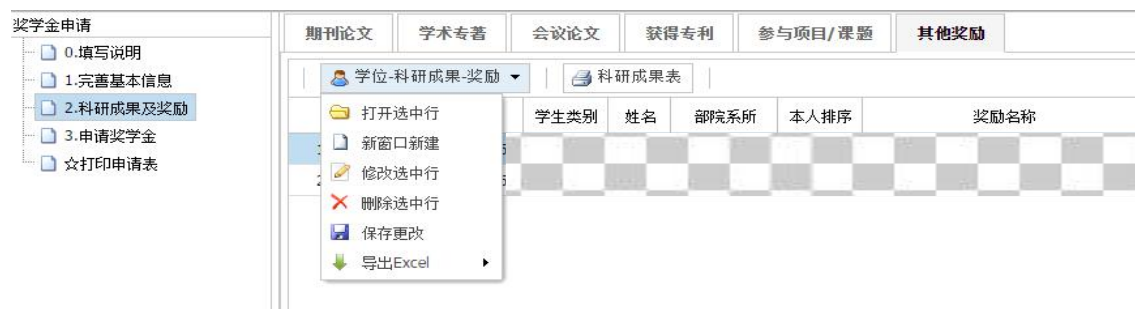 奖学金申请
0.填写说明
1.完善基本信息
2.科研成果及奖励
3.申请奖学金
☆打印申请表
期刊论文 学术专著 会议论文 获得专利 参与项目/课题 其他奖励
学位-科研成果-奖励 科研成果表
学生类别 姓名 部院系所 本人排序 奖励名称
打开选中行
新窗口新建
修改选中行
删除选中行
保存更改
导出Excel